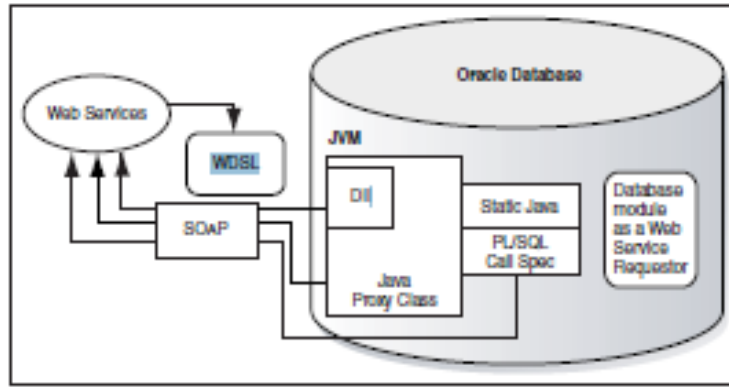 Oracle Database
Web Services
JVM
WDSL
DII
SOAP
Static Java
PL/SQL
Call Spec
Java
Proxy Class
Database
module
as a Web
Service
Requestor